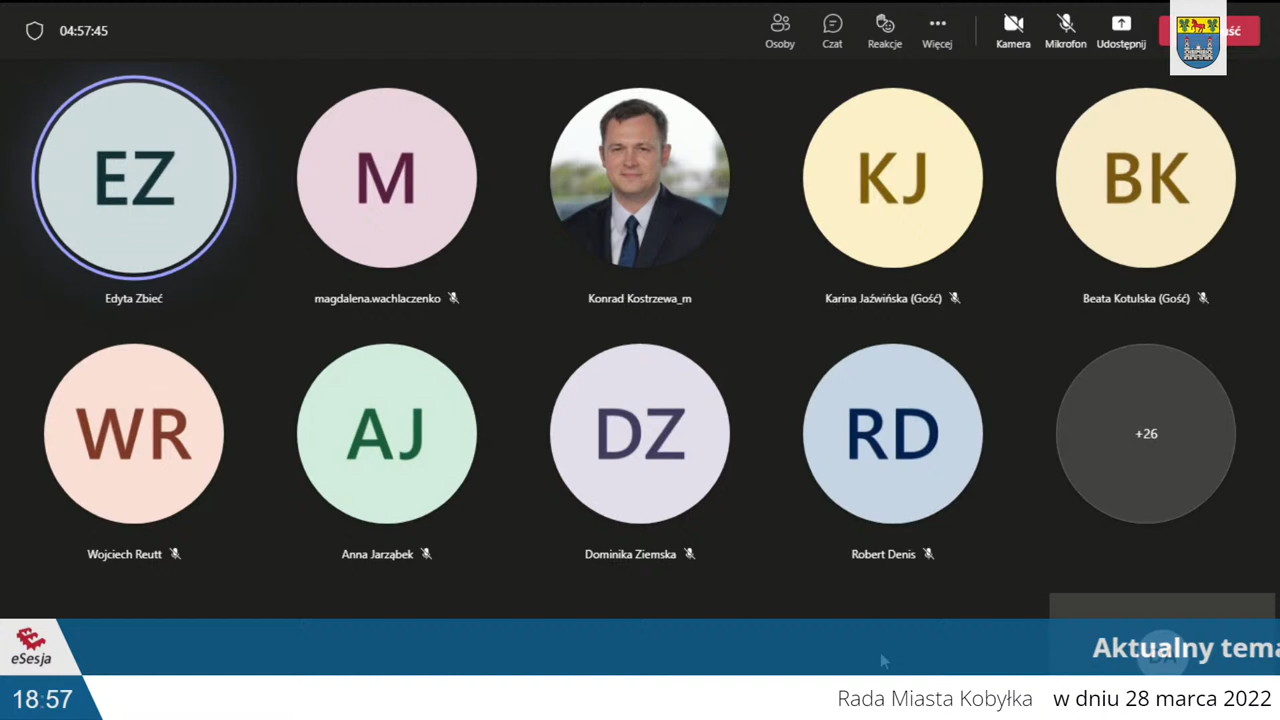 04:57:45
Osoby
Czat
Reakcje
Więcej
Kamera
Mikrofon
Udostępnij
EZ
M
KJ
BK
Edyta Zbieć
magdalena.wachlaczenko
Konrad Kostrzewa_m
Karina Jaźwińska (Gość)
Beata Kotulska (Gość)
WR
AJ
DZ
RD
+26
Wojciech Reutt
Anna Jarząbek
Dominika Ziemska
Robert Denis
eSesja
Aktualny tema
18:57
Rada Miasta Kobyłka w dniu 28 marca 2022